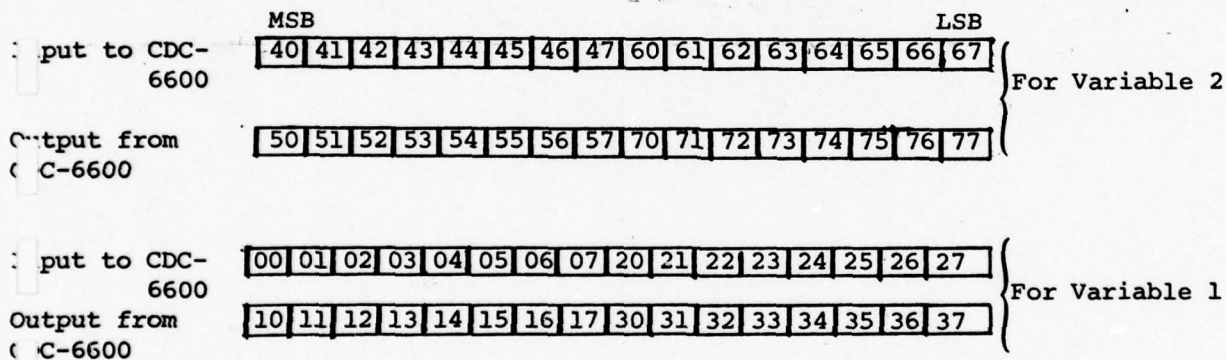 MSB LSB
put to CDC-
6600
40 41 42 43 44 45 46 47 60 61 62 63 64 65 66 67
For Variable 2
tput from
C-6600
50 51 52 53 54 55 56 57 70 71 72 73 74 75 76 77
put to CDC-
6600
00 01 02 03 04 05 06 07 20 21 22 23 24 25 26 27
For Variable 1
Output from
C-6600
10 11 12 13 14 15 16 17 30 31 32 33 34 35 36 37